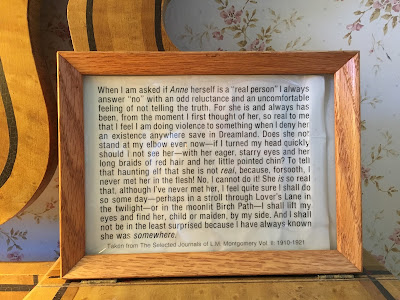 When I am asked if Anne herself is a "real person" I always
answer "no" with an odd reluctance and an uncomfortable
feeling of not telling the truth. For she is and always has
been, from the moment I first thought of her, so real to me
that I feel I am doing violence to something when I deny her
an existence anywhere save in Dreamland. Does she not
stand at my elbow even now—if I turned my head quickly
should I not see her—with her eager, starry eyes and her
long braids of red hair and her little pointed chin? To tell
that haunting elf that she is not real, because, forsooth, I
never met her in the flesh! No, I cannot do it! She is so real
that, although I've never met her, I feel quite sure I shall do
so some day—perhaps in a stroll through Lover's Lane in
the twilight—or in the moonlit Birch Path—I shall lift my
eyes and find her, child or maiden, by my side. And I shall
not be in the least surprised because I have always known
she was somewhere.
Taken from The Selected Journals of L.M. Montgomery Vol. II: 1910-1921